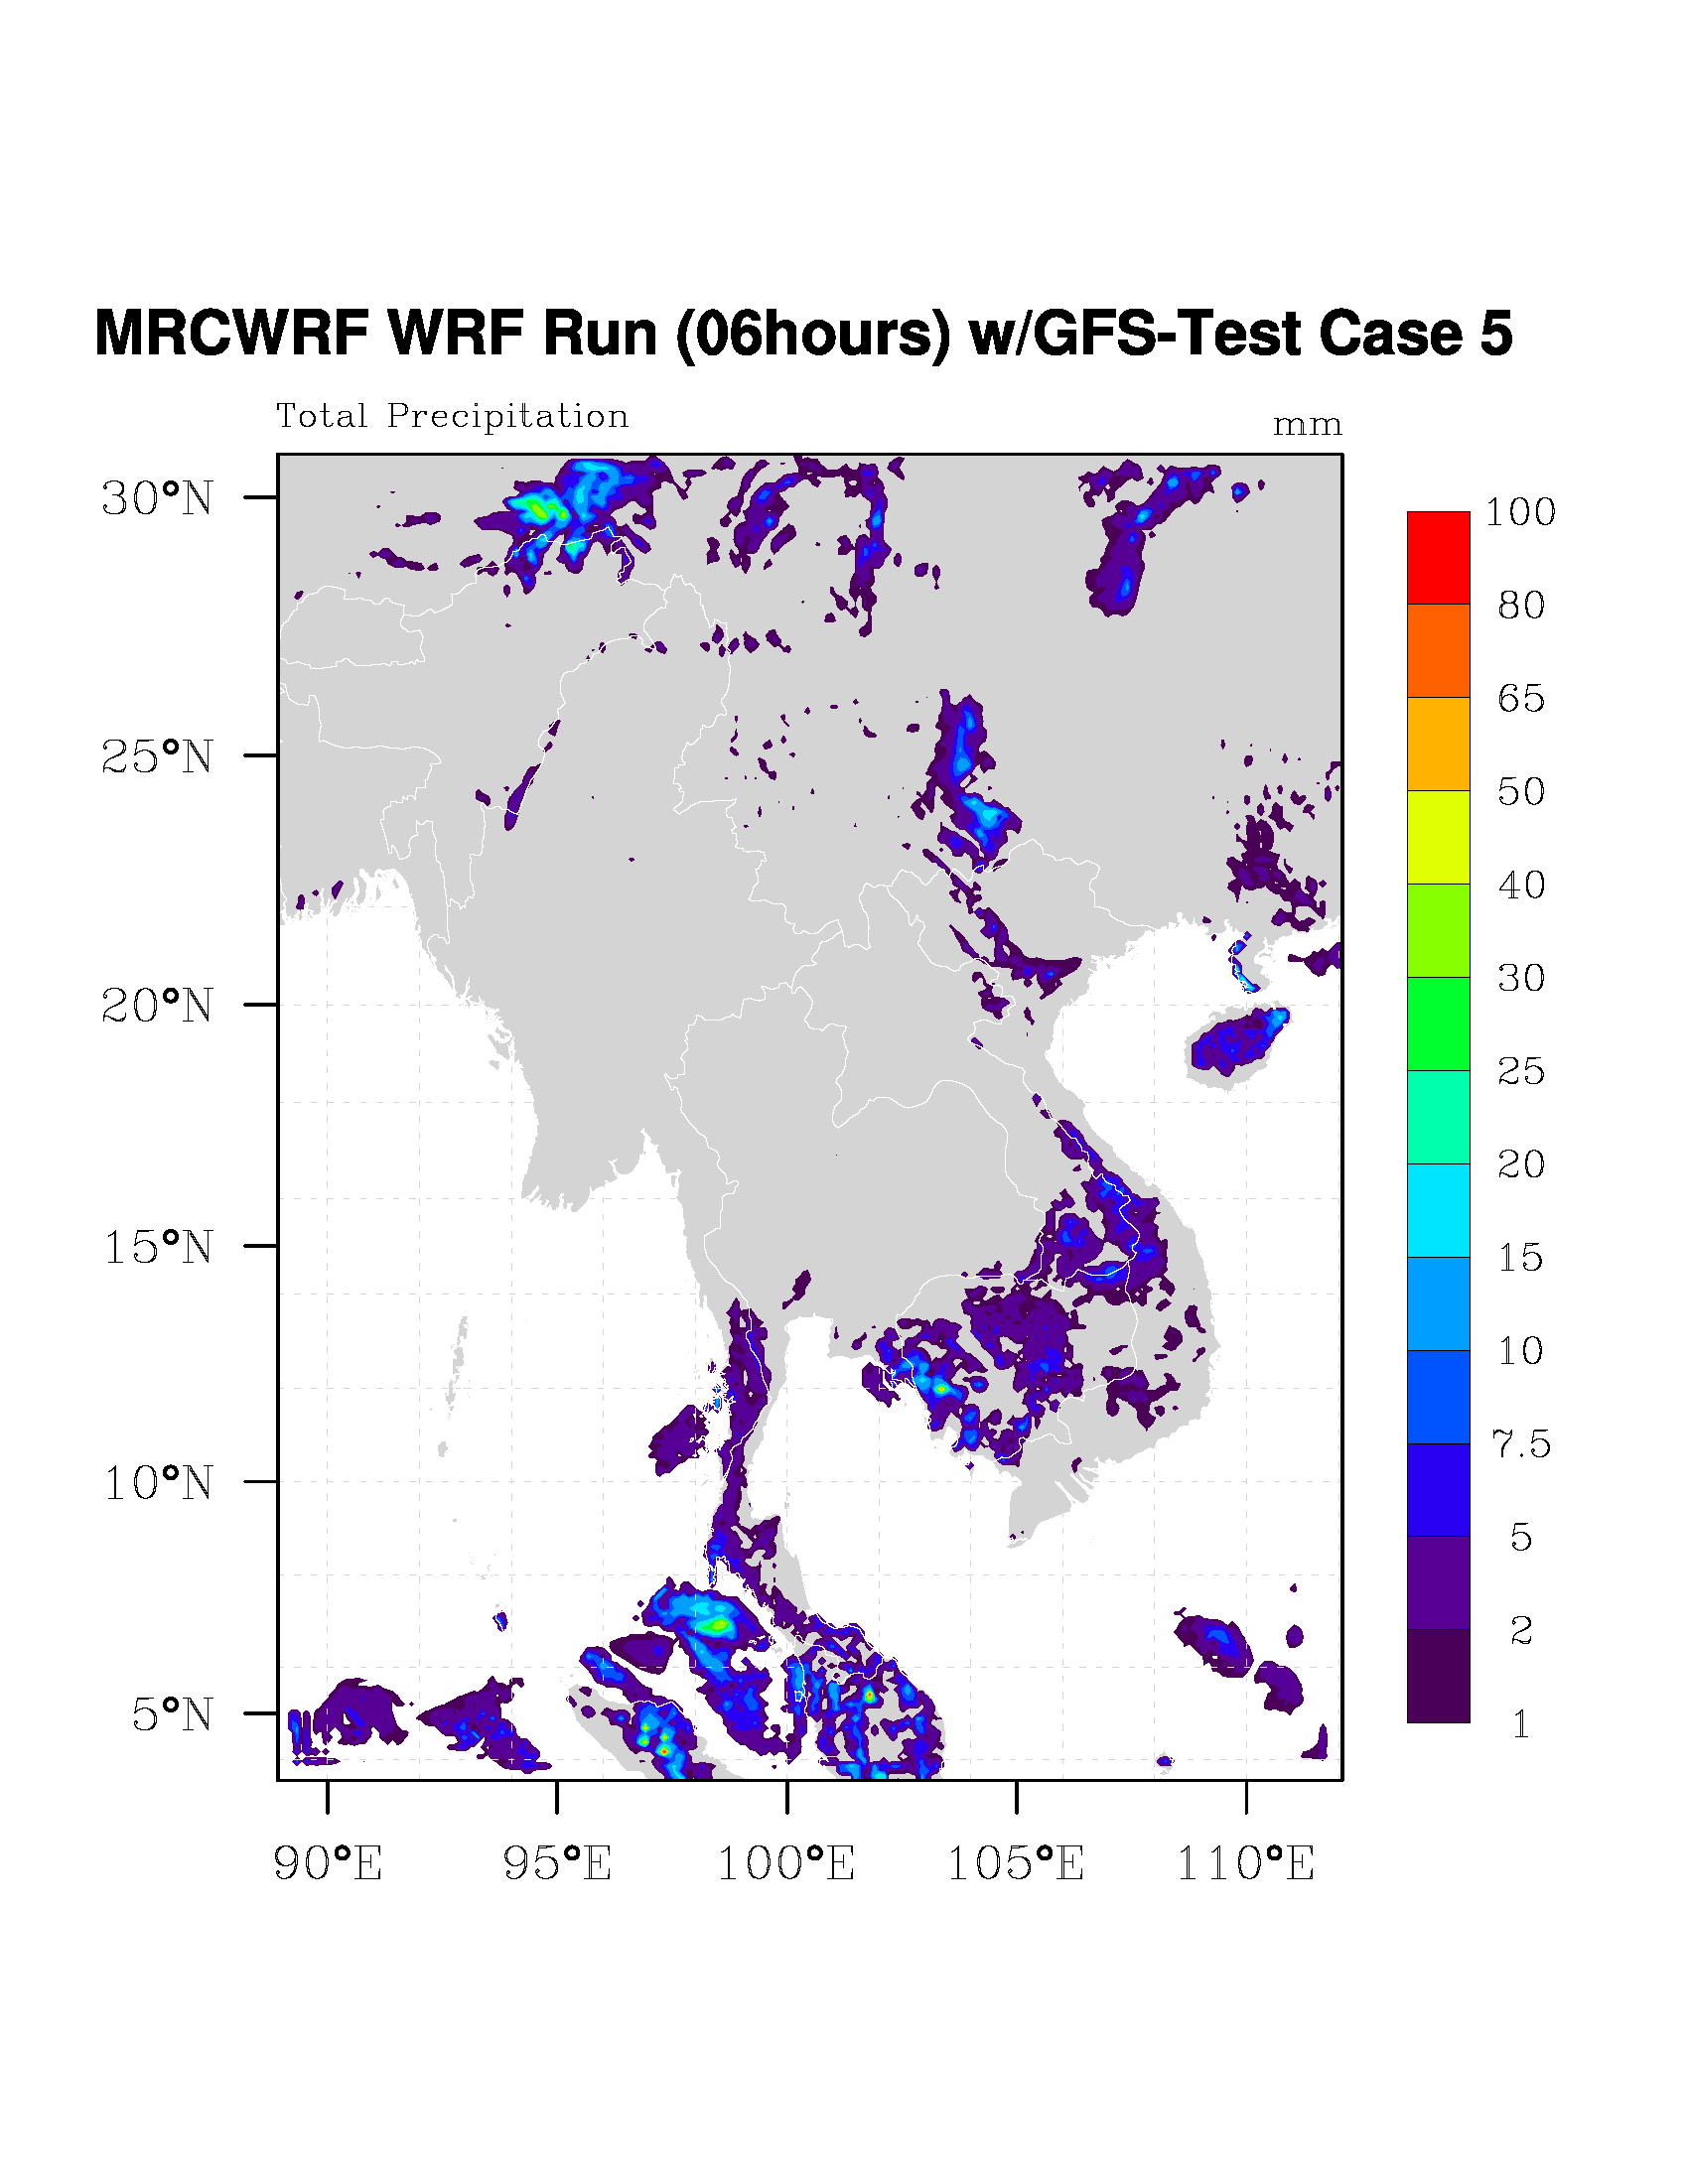 MRCWRF WRF Run (06hours) w/GFS-Test Case 5
Total Precipitation
mm
30°N
25°N
20°N
15°N
10°N
5°N
90°E
95°E
100°E
105°E
110°E
100
80
65
50
40
30
25
20
15
10
7.5
5
2
1